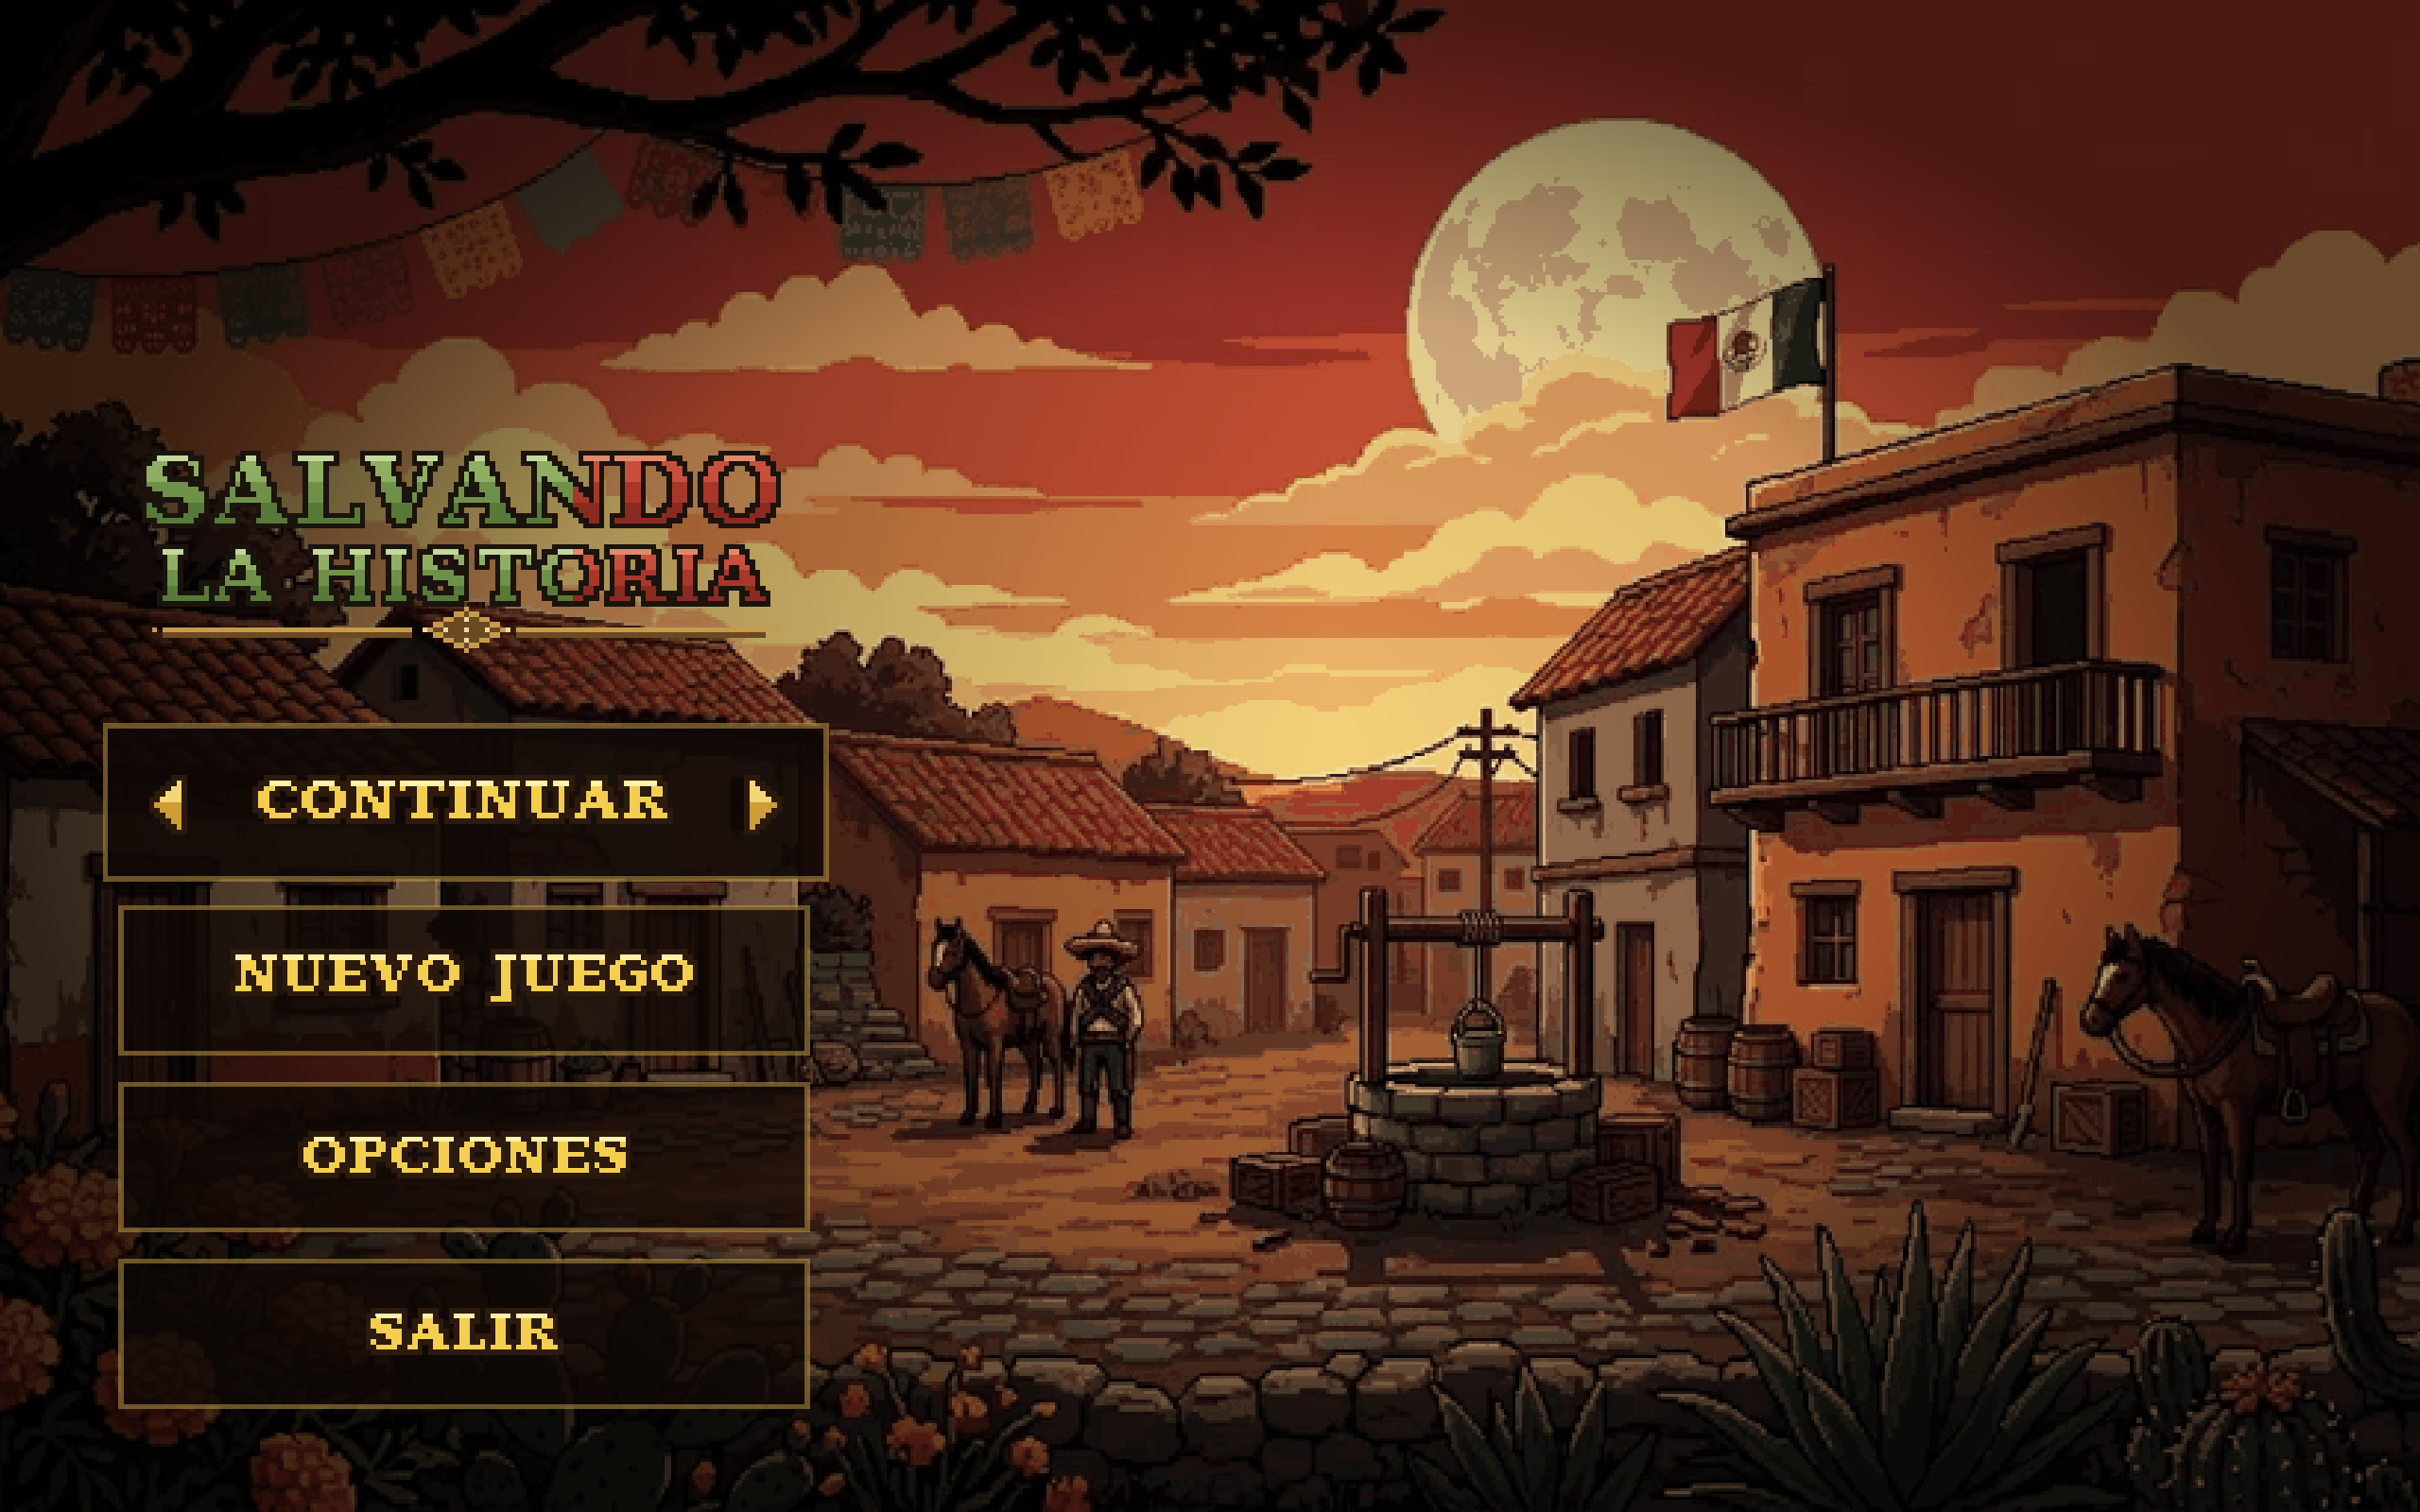 SALVANDO
LA HISTORIA
CONTINUAR
NUEVO JUEGO
OPCIONES
SALIR